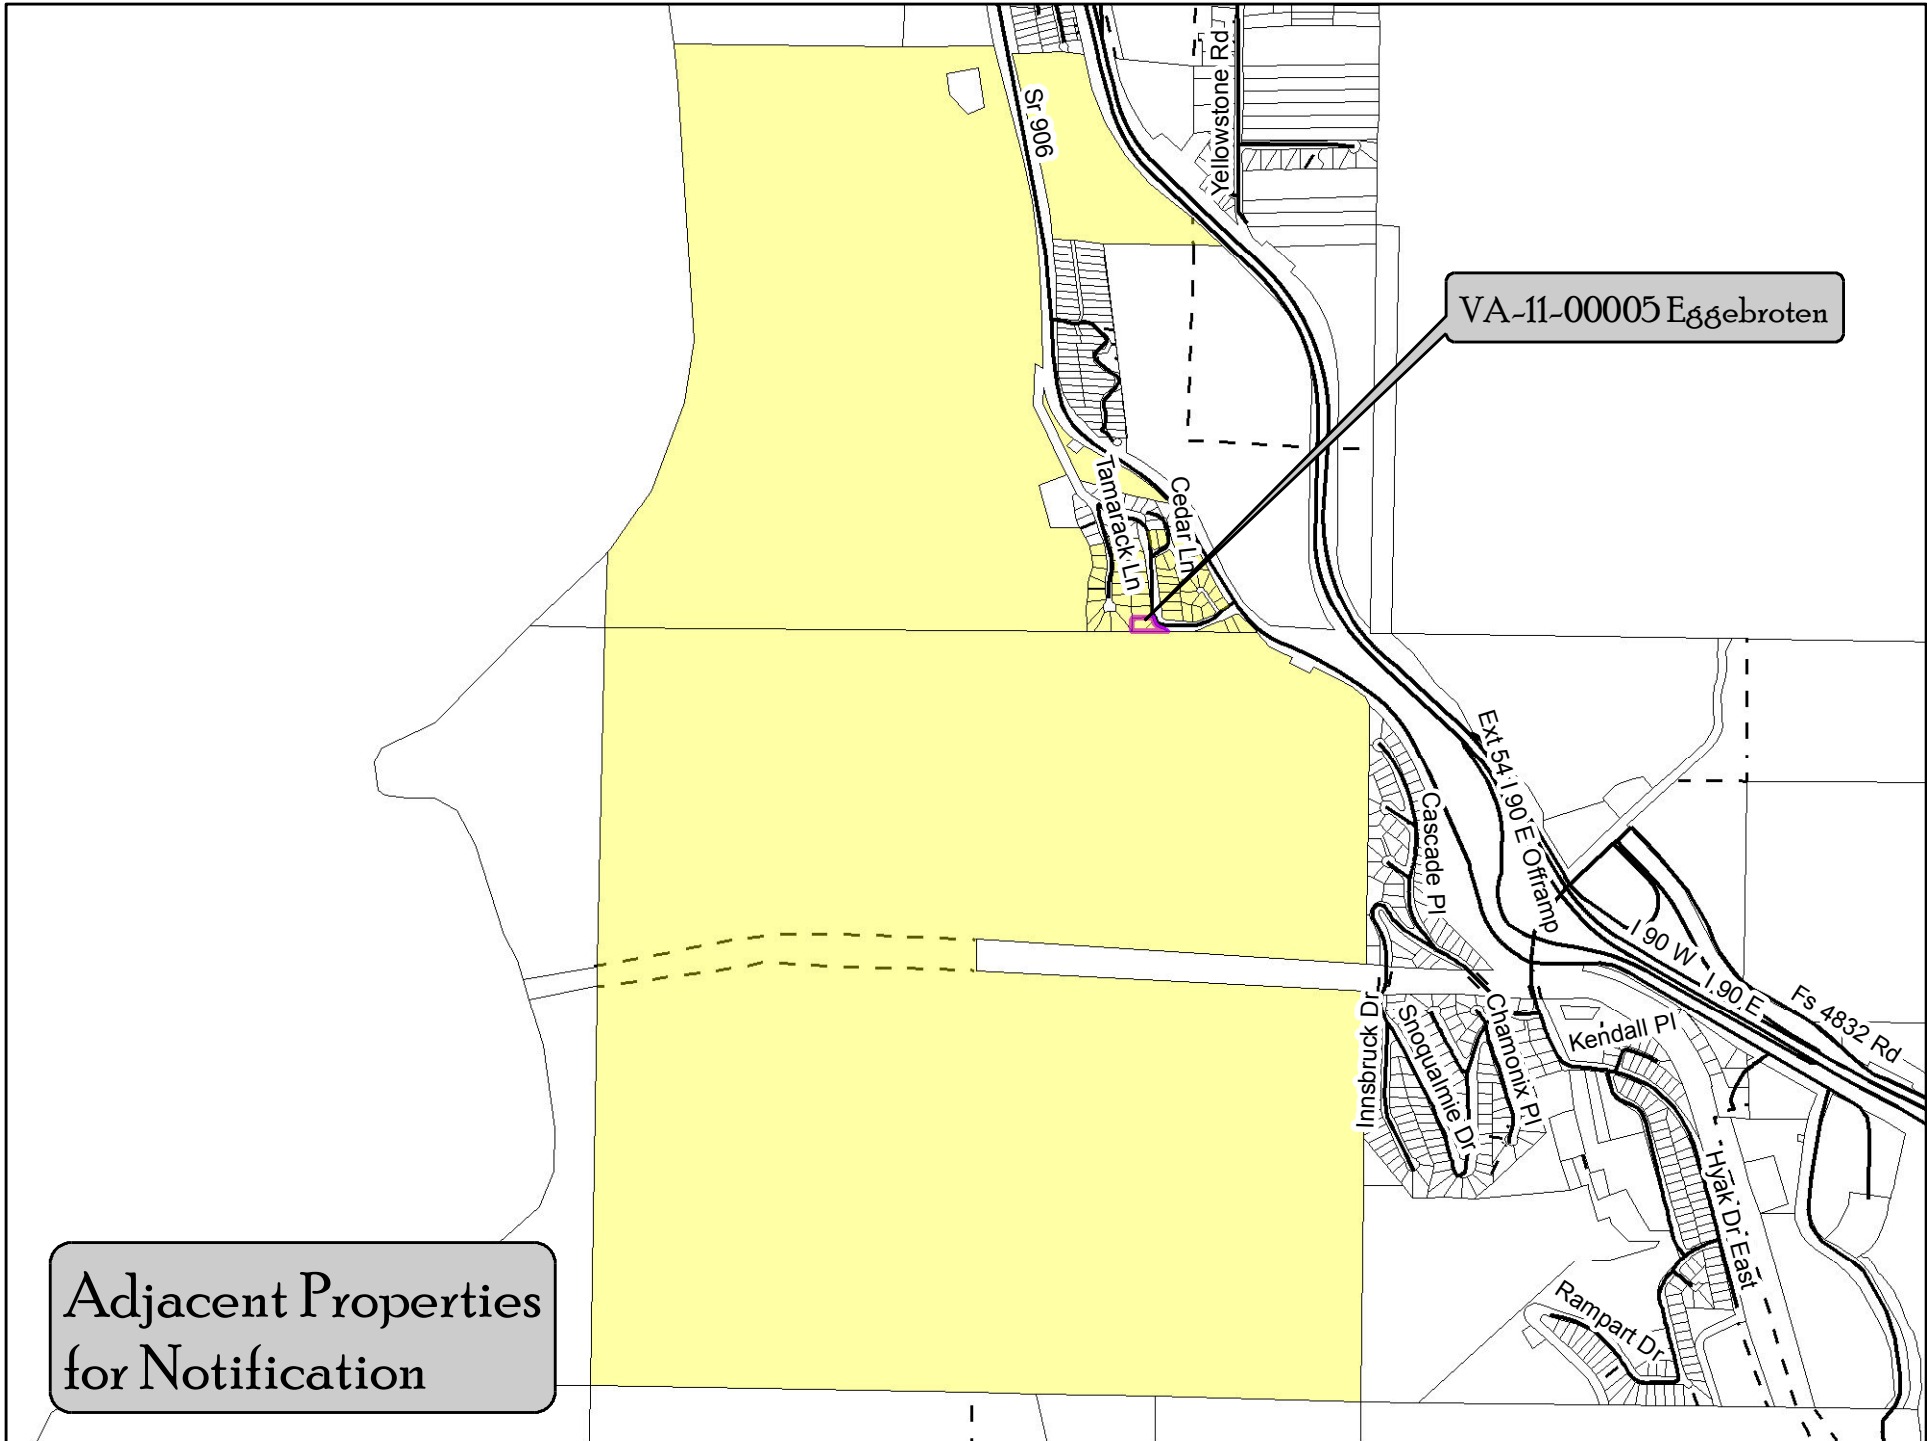 Yellowstone Rd
Sr 906
VA-11-00005 Eggebroten
Tamarack Ln
Cedar Ln
Ext 54 I 90 E Offramp
Cascade Pl
I 90 W
I 90 E
Fs 4832 Rd
Innsbruck Dr
Snoqualmie Dr
Chamonix Pl
Kendall Pl
Hyak Dr East
Rampart Dr
Adjacent Properties
for Notification